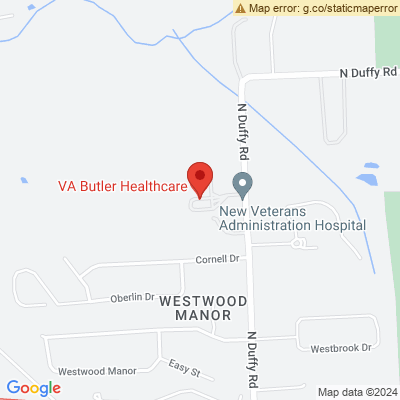 Map error: g.co/staticmaperror
N Duffy Rd
N Duffy Rd
VA Butler Healthcare
New Veterans
Administration Hospital
Cornell Dr
Oberlin Dr
WESTWOOD
MANOR
N Duffy Rd
Westbrook Dr
Easy St
Westwood Manor
Google
Map data ©2024